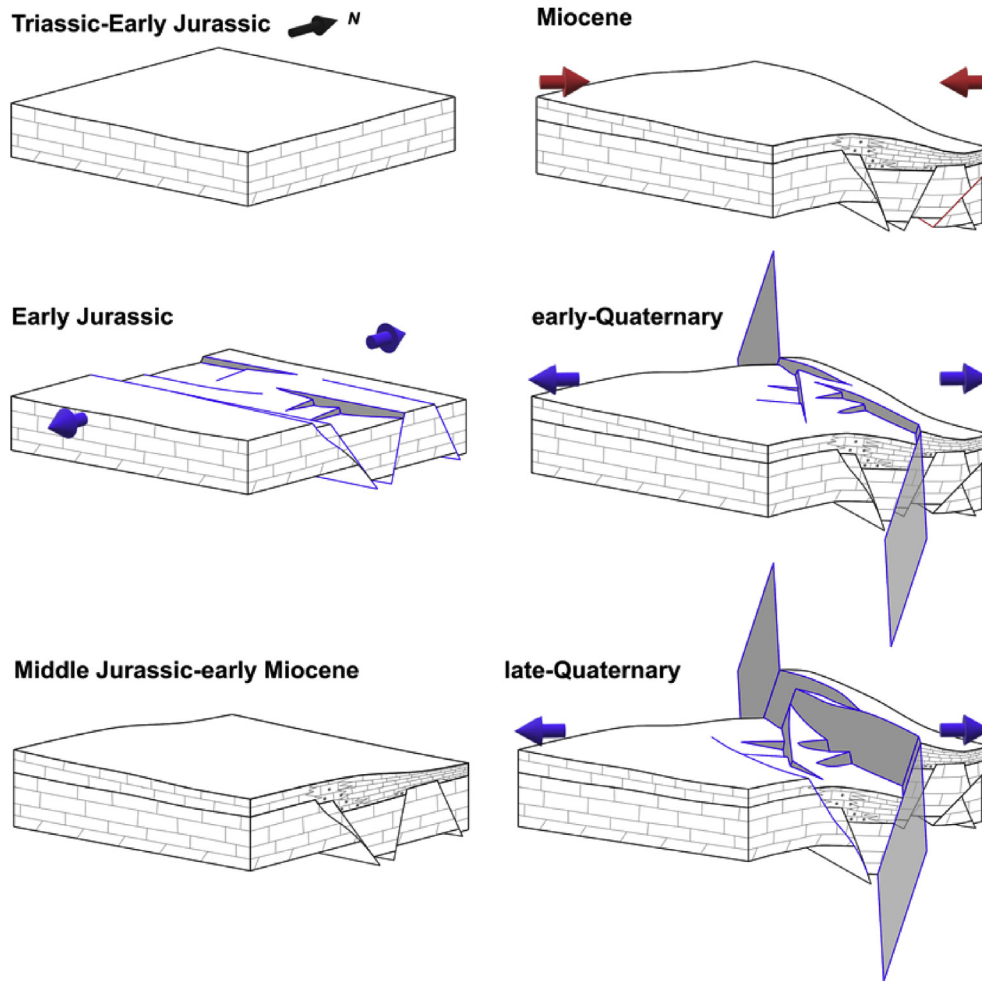 Triassic-Early Jurassic
N
Miocene
Early Jurassic
early-Quaternary
Middle Jurassic-early Miocene
late-Quaternary